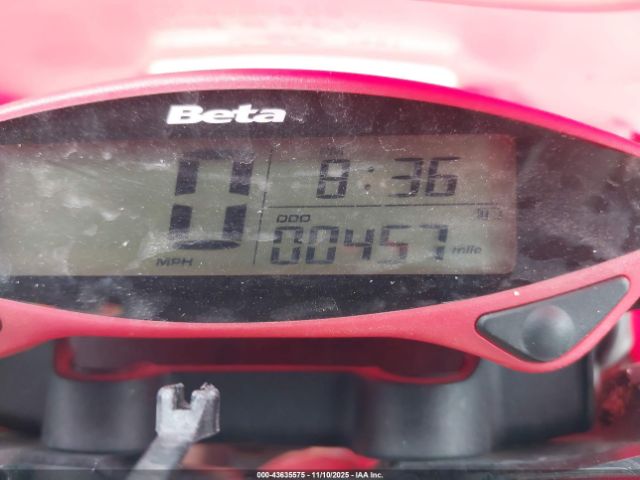 Beta
0
8:36
ODO
00457 mile
MPH
000-43635575 - 11/10/2025 - IAA Inc.